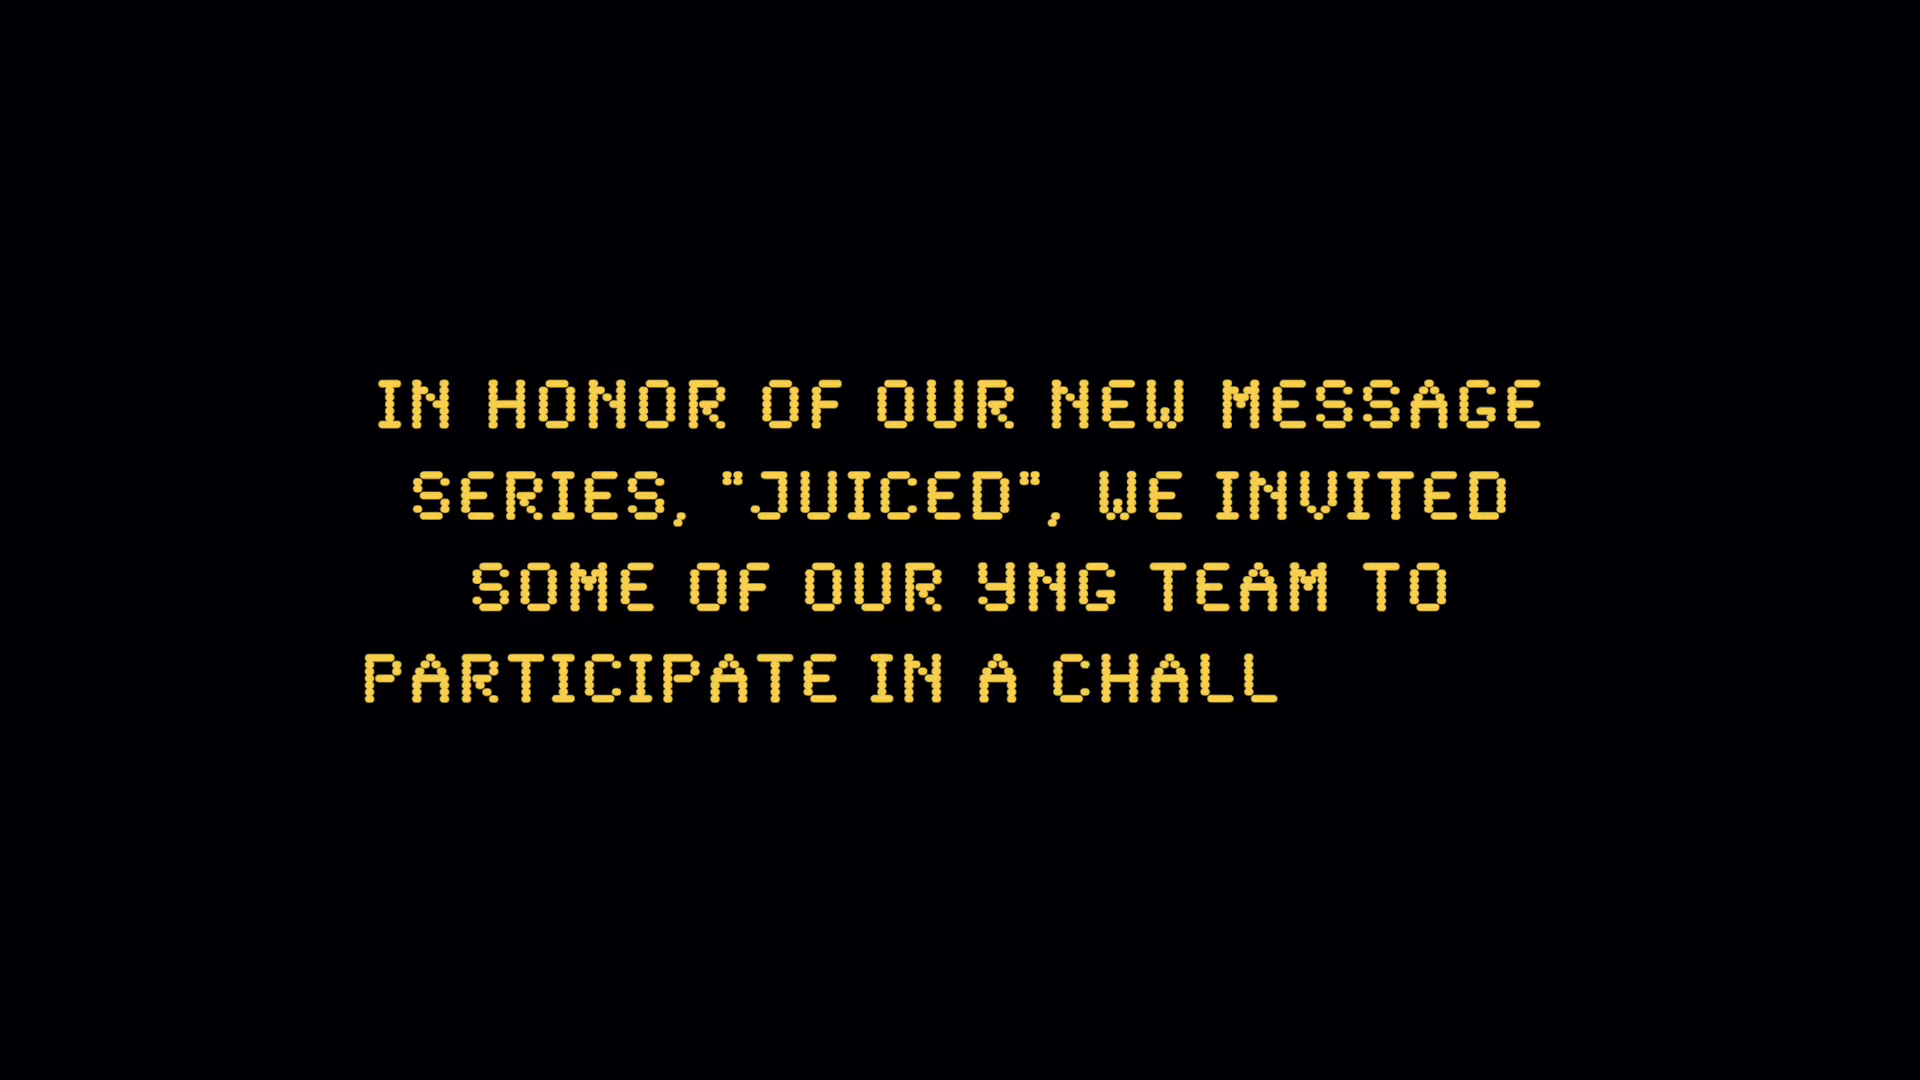 IN HONOR OF OUR NEW MESSAGE
SERIES, "JUICED", WE INVITED
SOME OF OUR YNG TEAM TO
PARTICIPATE IN A CHALL